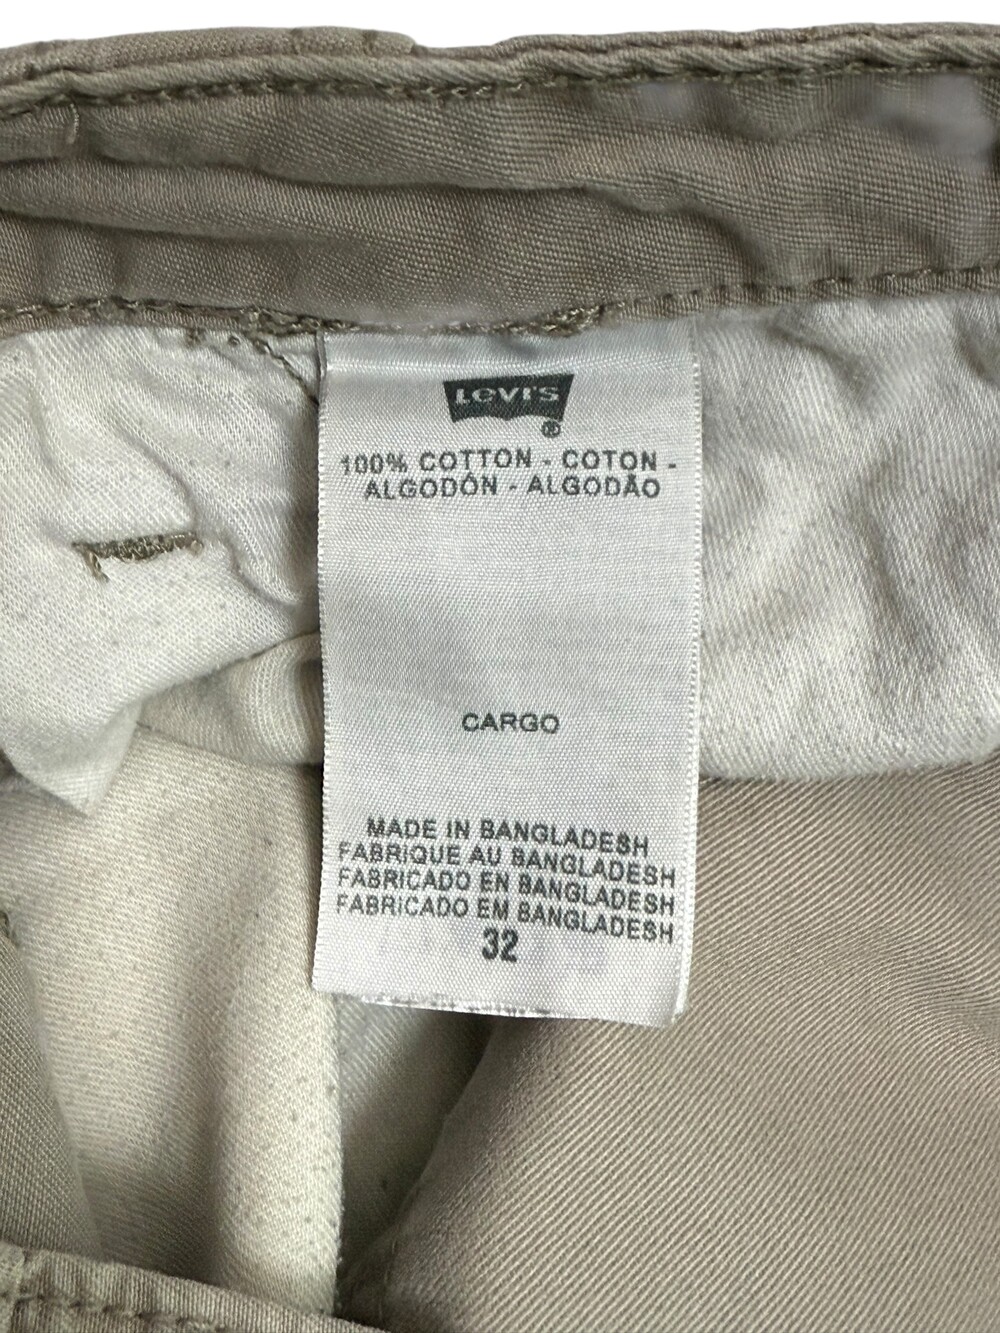 Levi's
®
100% COTTON - COTON -
ALGODÓN - ALGODÃO
CARGO
MADE IN BANGLADESH
FABRIQUE AU BANGLADESH
FABRICADO EN BANGLADESH
FABRICADO EM BANGLADESH
32